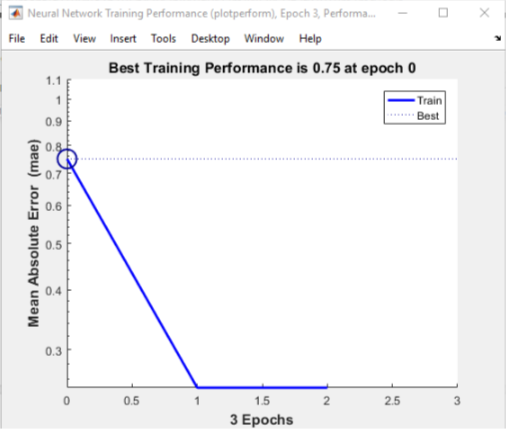 Neural Network Training Performance (plotperform), Epoch 3, Performa...
File Edit View Insert Tools Desktop Window Help
Best Training Performance is 0.75 at epoch 0
Mean Absolute Error (mae)
1.1
1
0.9
0.8
0.7
0.6
0.5
0.4
0.3
Train
Best
0 0.5 1 1.5 2 2.5 3
3 Epochs